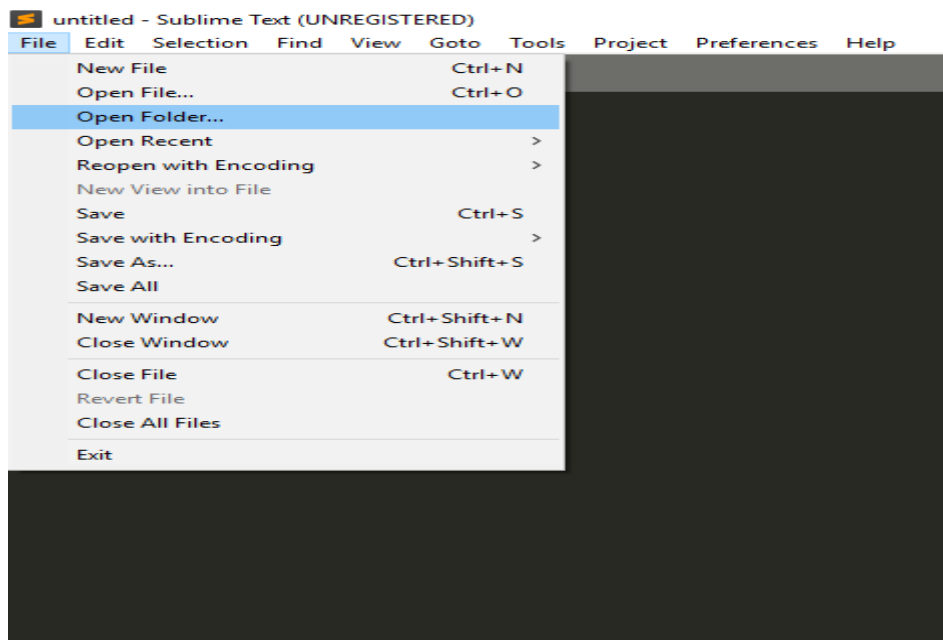 untitled - Sublime Text (UNREGISTERED)
File Edit Selection Find View Goto Tools Project Preferences Help
New File Ctrl+N
Open File... Ctrl+O
Open Folder...
Open Recent >
Reopen with Encoding >
New View into File
Save Ctrl+S
Save with Encoding >
Save As... Ctrl+Shift+S
Save All
New Window Ctrl+Shift+N
Close Window Ctrl+Shift+W
Close File Ctrl+W
Revert File
Close All Files
Exit